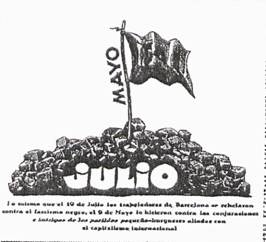 MAYO
JULIO
Lo mismo que el 19 de Julio los trabajadores de Barcelona se rebelaron
contra el fascismo negro, el 9 de Mayo lo hicieron contra las conjuraciones
e intrigas de los partidos pequeño-burgueses aliados con
el capitalismo internacional